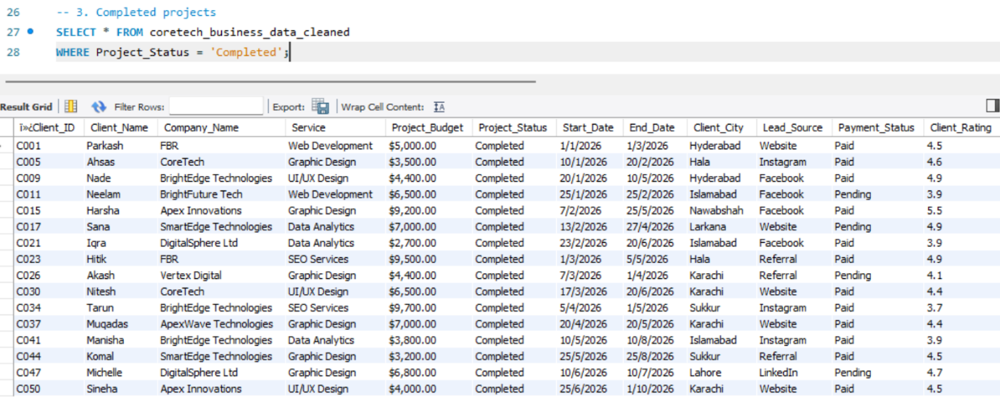 26 -- 3. Completed projects
27 SELECT * FROM coretech_business_data_cleaned
28 WHERE Project_Status = 'Completed';
Result Grid Filter Rows: Export: Wrap Cell Content: IA
ï»¿Client_ID Client_Name Company_Name Service Project_Budget Project_Status Start_Date End_Date Client_City Lead_Source Payment_Status Client_Rating
C001 Parkash FBR Web Development $5,000.00 Completed 1/1/2026 1/3/2026 Hyderabad Website Paid 4.5
C005 Ahsas CoreTech Graphic Design $3,500.00 Completed 10/1/2026 20/2/2026 Hala Instagram Paid 4.6
C009 Nade BrightEdge Technologies UI/UX Design $4,400.00 Completed 20/1/2026 10/5/2026 Hyderabad Facebook Paid 4.9
C011 Neelam BrightFuture Tech Web Development $6,500.00 Completed 25/1/2026 25/2/2026 Islamabad Facebook Pending 3.9
C015 Harsha Apex Innovations Graphic Design $9,200.00 Completed 7/2/2026 25/5/2026 Nawabshah Facebook Paid 5.5
C017 Sana SmartEdge Technologies Data Analytics $7,000.00 Completed 13/2/2026 27/4/2026 Larkana Website Pending 4.9
C021 Iqra DigitalSphere Ltd Data Analytics $2,700.00 Completed 23/2/2026 20/6/2026 Islamabad Facebook Paid 3.9
C023 Hitik FBR SEO Services $9,500.00 Completed 1/3/2026 5/5/2026 Hala Referral Paid 4.9
C026 Akash Vertex Digital Graphic Design $4,400.00 Completed 7/3/2026 1/4/2026 Karachi Referral Pending 4.1
C030 Nitesh CoreTech UI/UX Design $6,500.00 Completed 17/3/2026 20/6/2026 Karachi Website Paid 4.4
C034 Tarun BrightEdge Technologies SEO Services $9,700.00 Completed 5/4/2026 1/5/2026 Sukkur Instagram Paid 3.7
C037 Muqadas ApexWave Technologies Graphic Design $7,000.00 Completed 20/4/2026 20/5/2026 Karachi Website Paid 4.4
C041 Manisha BrightEdge Technologies Data Analytics $3,800.00 Completed 10/5/2026 10/8/2026 Islamabad Instagram Paid 3.9
C044 Komal SmartEdge Technologies Graphic Design $3,200.00 Completed 25/5/2026 25/8/2026 Sukkur Referral Paid 4.5
C047 Michelle DigitalSphere Ltd Graphic Design $6,800.00 Completed 10/6/2026 10/7/2026 Lahore LinkedIn Pending 4.7
C050 Sineha Apex Innovations UI/UX Design $4,000.00 Completed 25/6/2026 1/10/2026 Karachi Website Paid 4.5